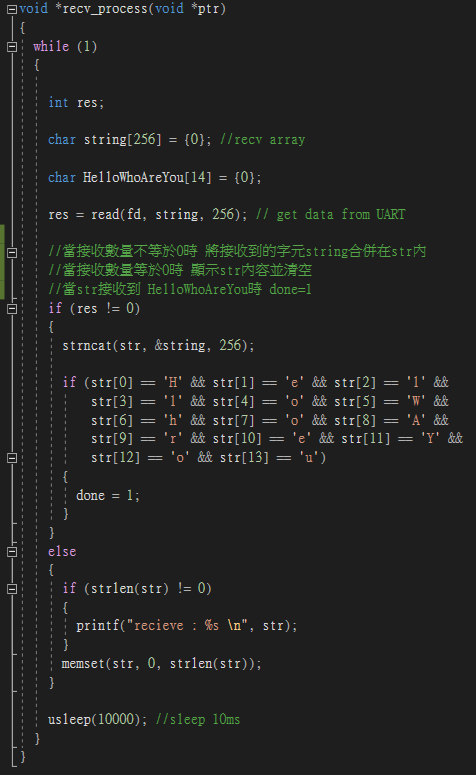 void *recv_process(void *ptr)
{
while (1)
{
int res;
char string[256] = {0}; //recv array
char HelloWhoAreYou[14] = {0};
res = read(fd, string, 256); // get data from UART
//當接收數量不等於0時 將接收到的字元string合併在str內
//當接收數量等於0時 顯示str內容並清空
//當str接收到 HelloWhoAreYou時 done=1
if (res != 0)
{
strncat(str, &string, 256);
if (str[0] == 'H' && str[1] == 'e' && str[2] == 'l' &&
str[3] == 'l' && str[4] == 'o' && str[5] == 'W' &&
str[6] == 'h' && str[7] == 'o' && str[8] == 'A' &&
str[9] == 'r' && str[10] == 'e' && str[11] == 'Y' &&
str[12] == 'o' && str[13] == 'u')
{
done = 1;
}
}
else
{
if (strlen(str) != 0)
{
printf("recieve : %s \n", str);
}
memset(str, 0, strlen(str));
}
usleep(10000); //sleep 10ms
}
}